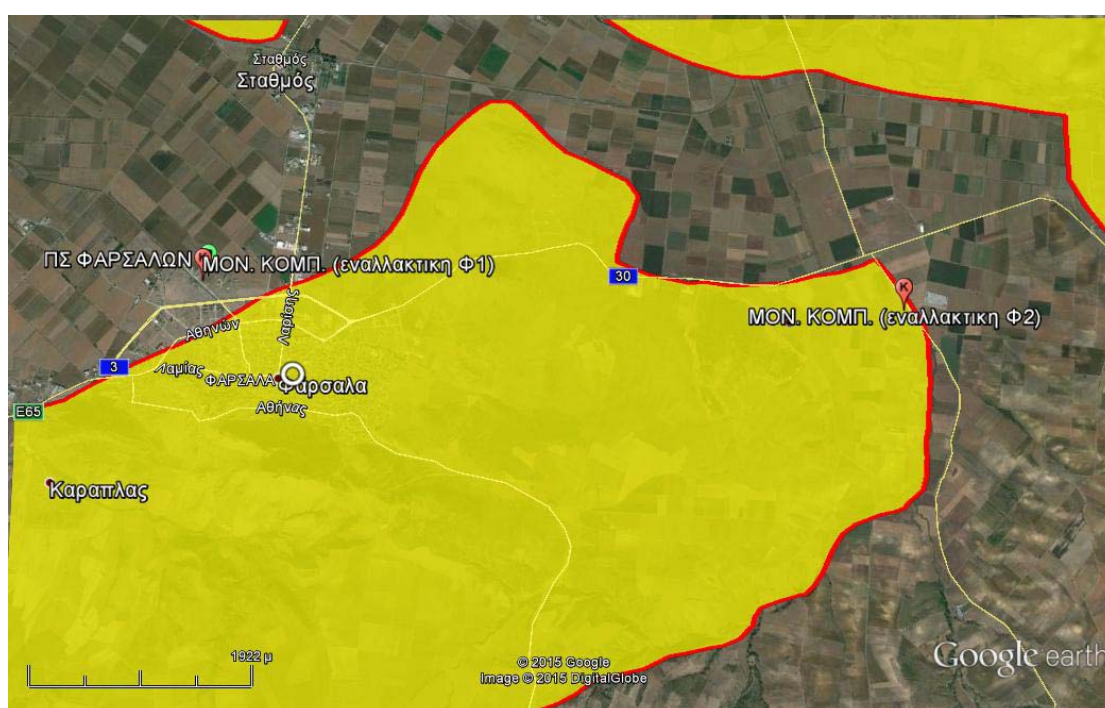 Σταθμός
Σταθμός
ΠΣ ΦΑΡΣΑΛΩΝ
ΜΟΝ. ΚΟΜΠ. (εναλλακτικη Φ1)
30
Λαρίσης
ΜΟΝ. ΚΟΜΠ. (εναλλακτικη Φ2)
K
Αθηνών
3
Λαμίας
ΦΑΡΣΑΛΑ
Φάρσαλα
Αθήνας
E65
Καραπλας
1922 μ
© 2015 Google
Image © 2015 DigitalGlobe
Google earth